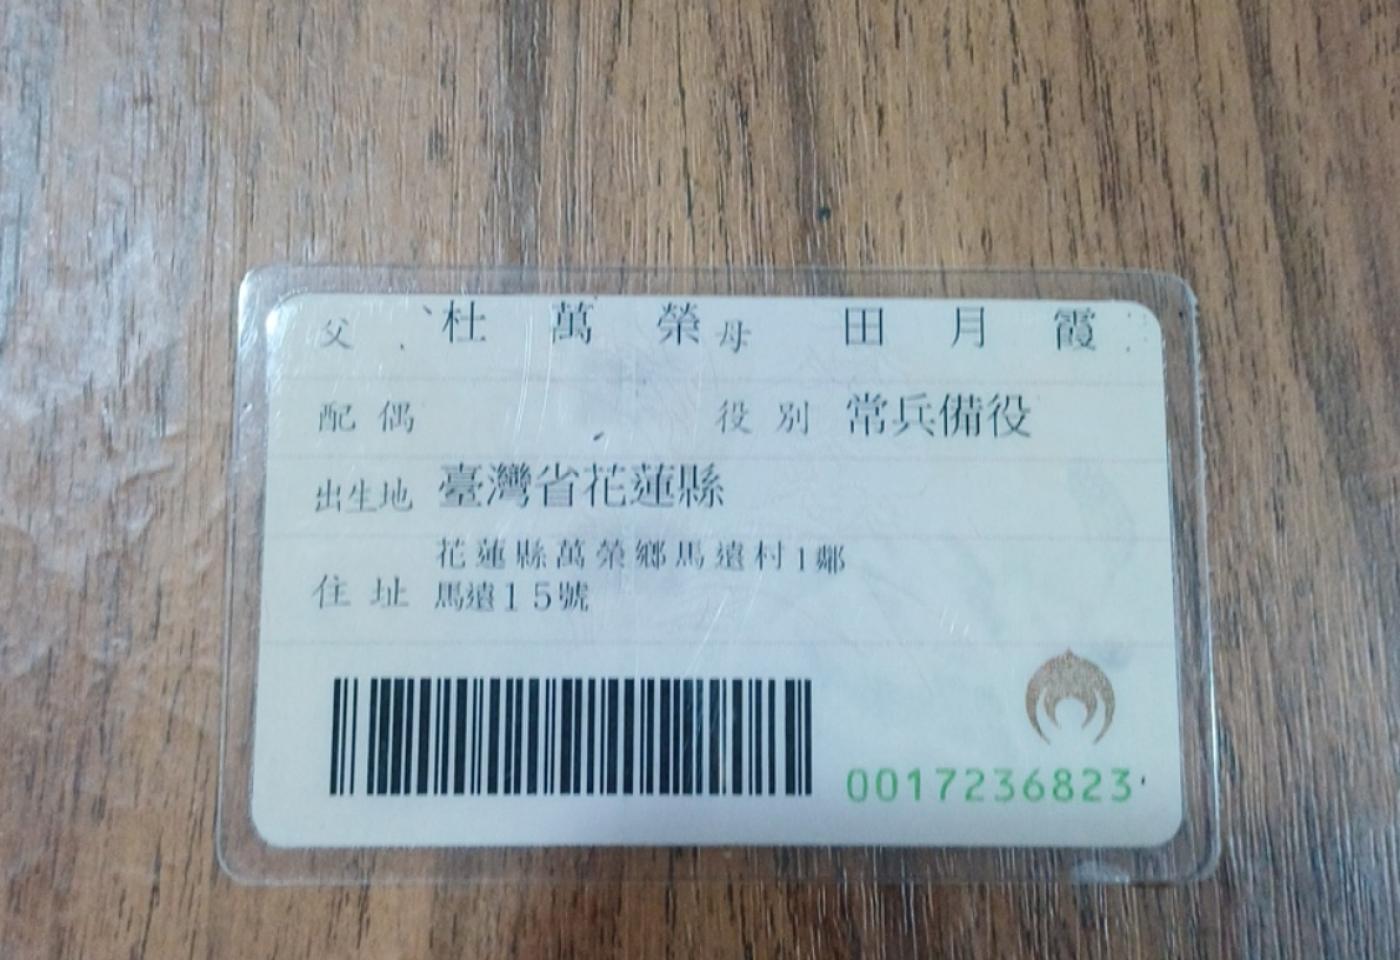 父 杜萬榮 母 田月霞
配偶 役別 常兵備役
出生地 臺灣省花蓮縣
住址 花蓮縣萬榮鄉馬遠村1鄰
馬遠15號
0017236823